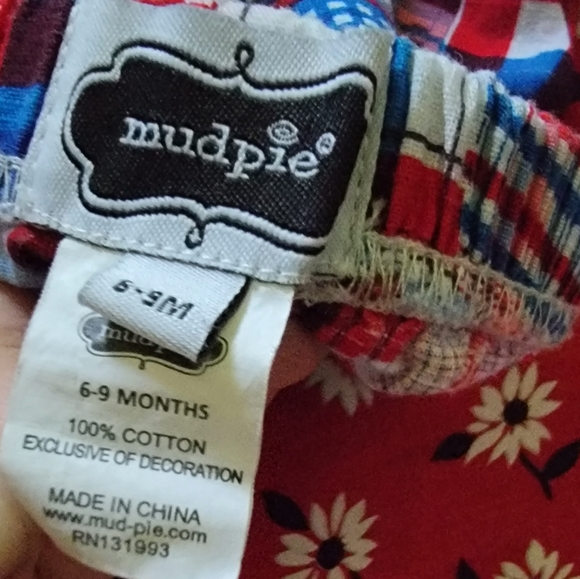 mudpie®
6-9M
mudpie
6-9 MONTHS
100% COTTON
EXCLUSIVE OF DECORATION
MADE IN CHINA
www.mud-pie.com
RN131993